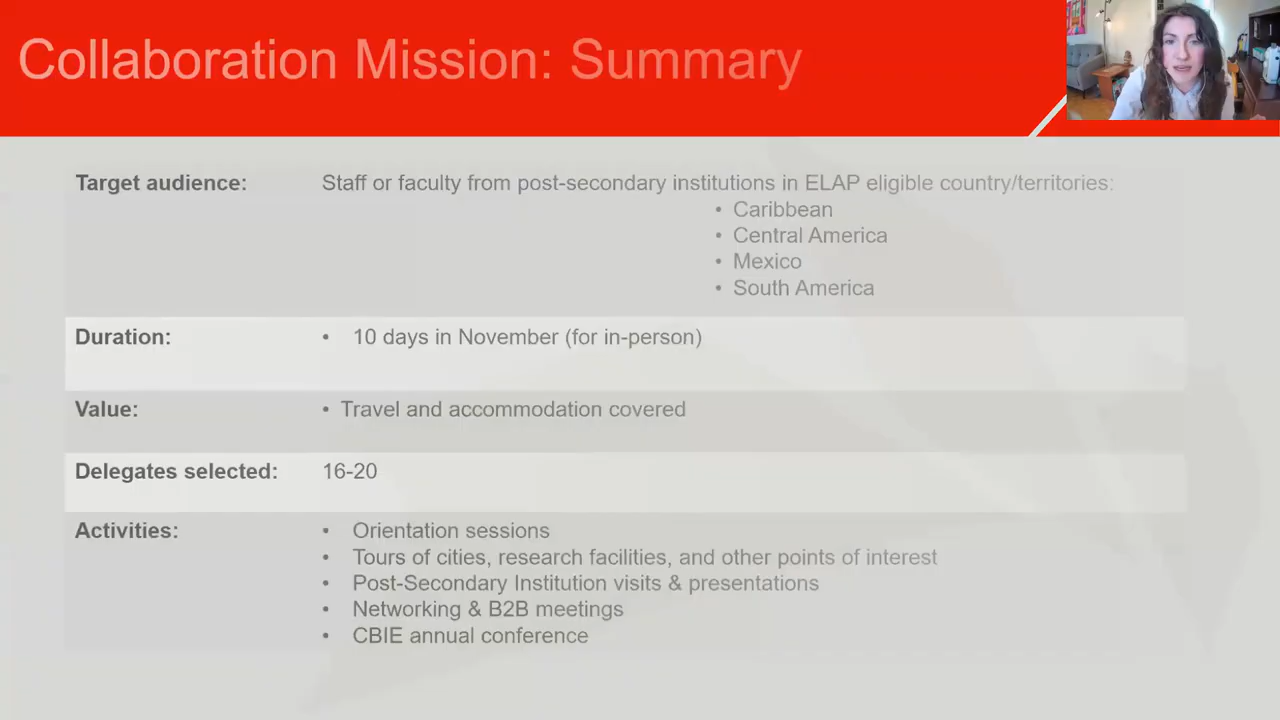 Collaboration Mission: Summary
Target audience: Staff or faculty from post-secondary institutions in ELAP eligible country/territories:
• Caribbean
• Central America
• Mexico
• South America
Duration: • 10 days in November (for in-person)
Value: • Travel and accommodation covered
Delegates selected: 16-20
Activities: • Orientation sessions
• Tours of cities, research facilities, and other points of interest
• Post-Secondary Institution visits & presentations
• Networking & B2B meetings
• CBIE annual conference